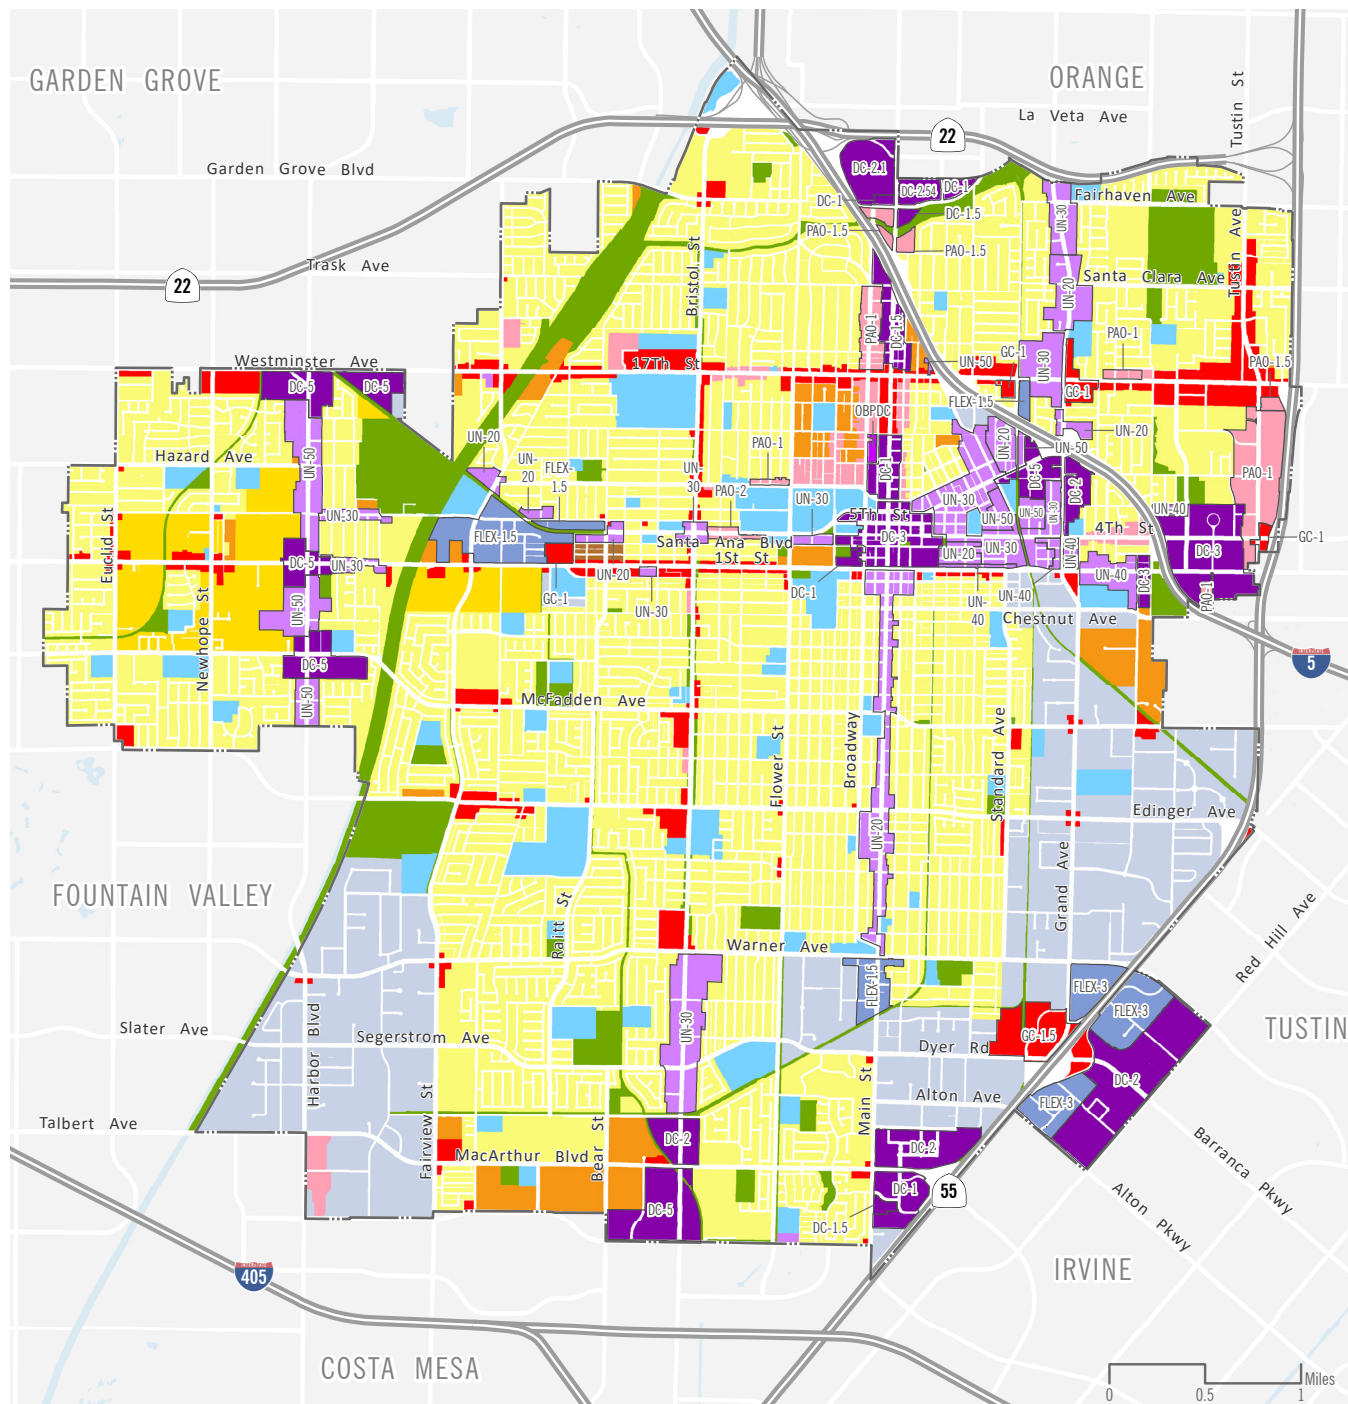 GARDEN GROVE
ORANGE
La Veta Ave
Tustin St
22
Garden Grove Blvd
DC-2.1
DC-2.54
DC-1
Fairhaven Ave
DC-1
DC-1.5
UN-30
PAO-1.5
PAO-1.5
Trask Ave
22
Bristol St
Santa Clara Ave
Tustin Ave
UN-20
PAO-1
DC-1.5
Westminster Ave
17Th St
UN-50
GC-1
UN-30
PAO-1
PAO-1.5
DC-5
DC-5
FLEX-1.5
GC-1
OBPDC
UN-20
UN-20
UN-20
UN-50
Hazard Ave
UN-50
UN-20
FLEX-1.5
UN-30
PAO-1
DC-1
DC-5
DC-2
PAO-1
PAO-2
UN-30
UN-30
UN-50
UN-50
UN-30
UN-40
Euclid St
UN-30
FLEX-1.5
5Th St
4Th St
Santa Ana Blvd
1St St
DC-3
UN-20
UN-30
UN-40
DC-3
GC-1
DC-5
UN-30
UN-20
GC-1
UN-30
DC-1
UN-40
UN-40
UN-40
DC-3
PAO-1
UN-50
Newhope St
Chestnut Ave
5
DC-5
UN-50
McFadden Ave
Flower St
Broadway
Standard Ave
Edinger Ave
UN-20
FOUNTAIN VALLEY
Raitt St
Grand Ave
Red Hill Ave
Warner Ave
FLEX-1.5
FLEX-3
FLEX-3
Slater Ave
Harbor Blvd
Segerstrom Ave
UN-30
Dyer Rd
GC-1.5
TUSTIN
DC-2
FLEX-3
Main St
Alton Ave
Talbert Ave
Fairview St
Bear St
MacArthur Blvd
DC-2
DC-2
Barranca Pkwy
DC-5
DC-1
DC-1.5
55
Alton Pkwy
405
IRVINE
COSTA MESA
Miles
0 0.5 1